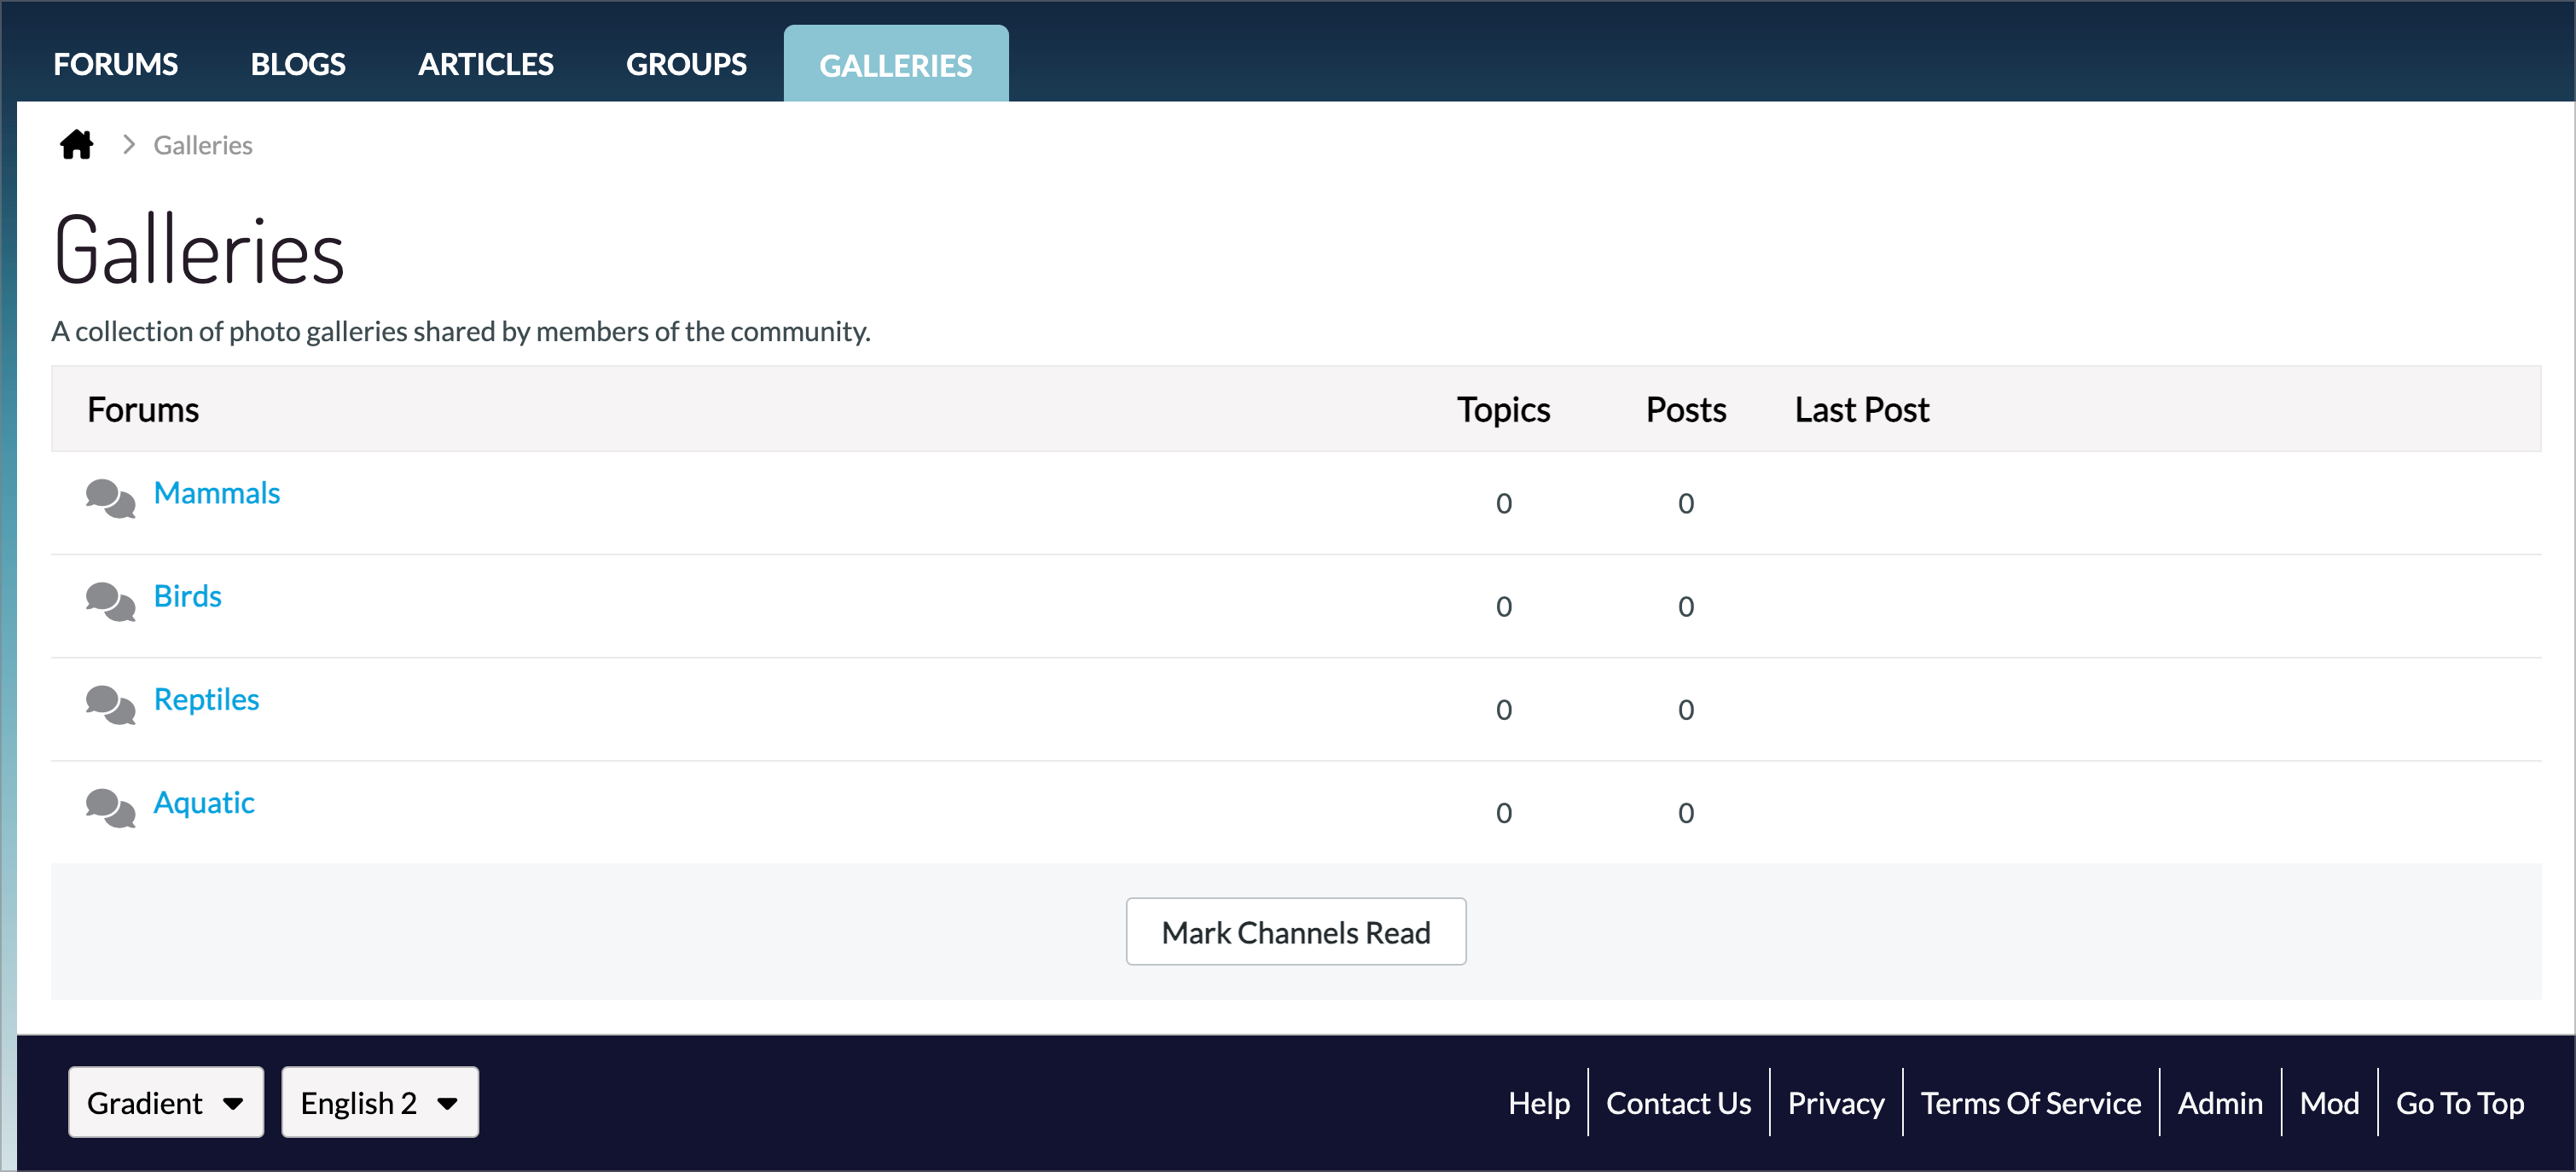 FORUMS BLOGS ARTICLES GROUPS GALLERIES
Galleries
Galleries
A collection of photo galleries shared by members of the community.
Forums Topics Posts Last Post
Mammals 0 0
Birds 0 0
Reptiles 0 0
Aquatic 0 0
Mark Channels Read
Gradient English 2 Help Contact Us Privacy Terms Of Service Admin Mod Go To Top